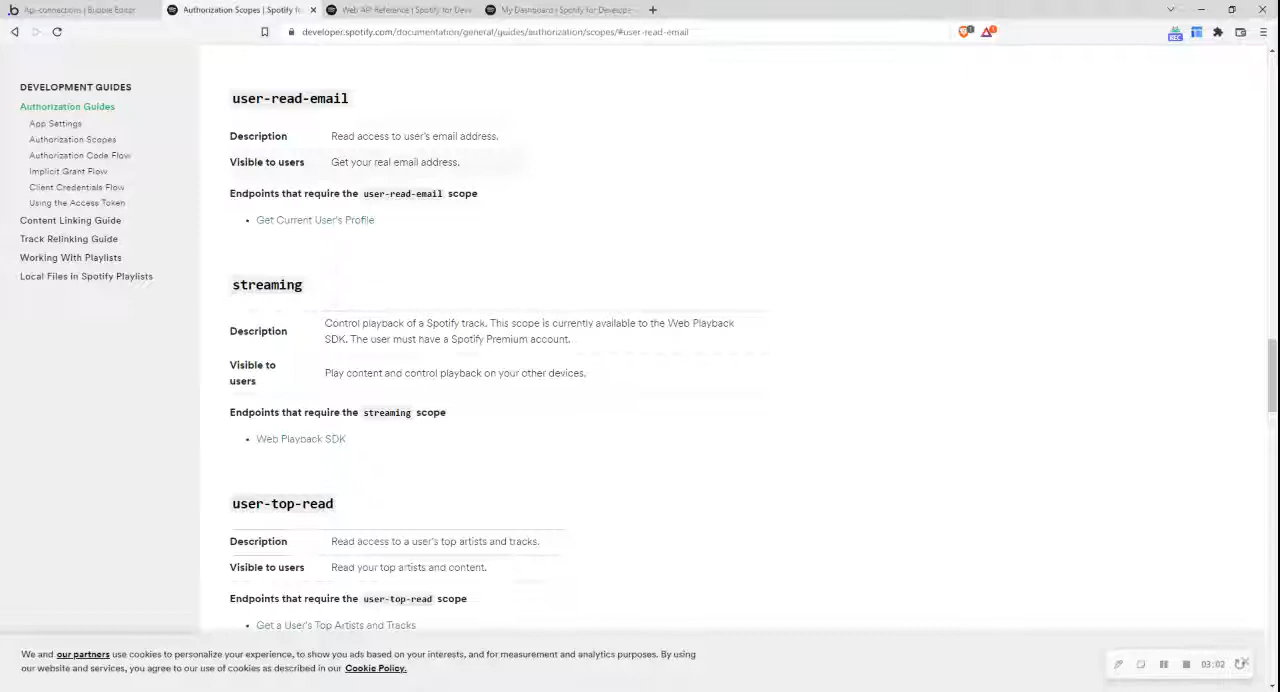 Api-connections | Bubble Editor
Authorization Scopes | Spotify for
Web API Reference | Spotify for Deve
My Dashboard | Spotify for Develope
developer.spotify.com/documentation/general/guides/authorization/scopes/#user-read-email
REC
DEVELOPMENT GUIDES
Authorization Guides
App Settings
Authorization Scopes
Authorization Code Flow
Implicit Grant Flow
Client Credentials Flow
Using the Access Token
Content Linking Guide
Track Relinking Guide
Working With Playlists
Local Files in Spotify Playlists
user-read-email
Description Read access to user's email address.
Visible to users Get your real email address.
Endpoints that require the user-read-email scope
• Get Current User's Profile
streaming
Description Control playback of a Spotify track. This scope is currently available to the Web Playback
SDK. The user must have a Spotify Premium account.
Visible to
users Play content and control playback on your other devices.
Endpoints that require the streaming scope
• Web Playback SDK
user-top-read
Description Read access to a user's top artists and tracks.
Visible to users Read your top artists and content.
Endpoints that require the user-top-read scope
• Get a User's Top Artists and Tracks
We and our partners use cookies to personalize your experience, to show you ads based on your interests, and for measurement and analytics purposes. By using
our website and services, you agree to our use of cookies as described in our Cookie Policy.
03:02